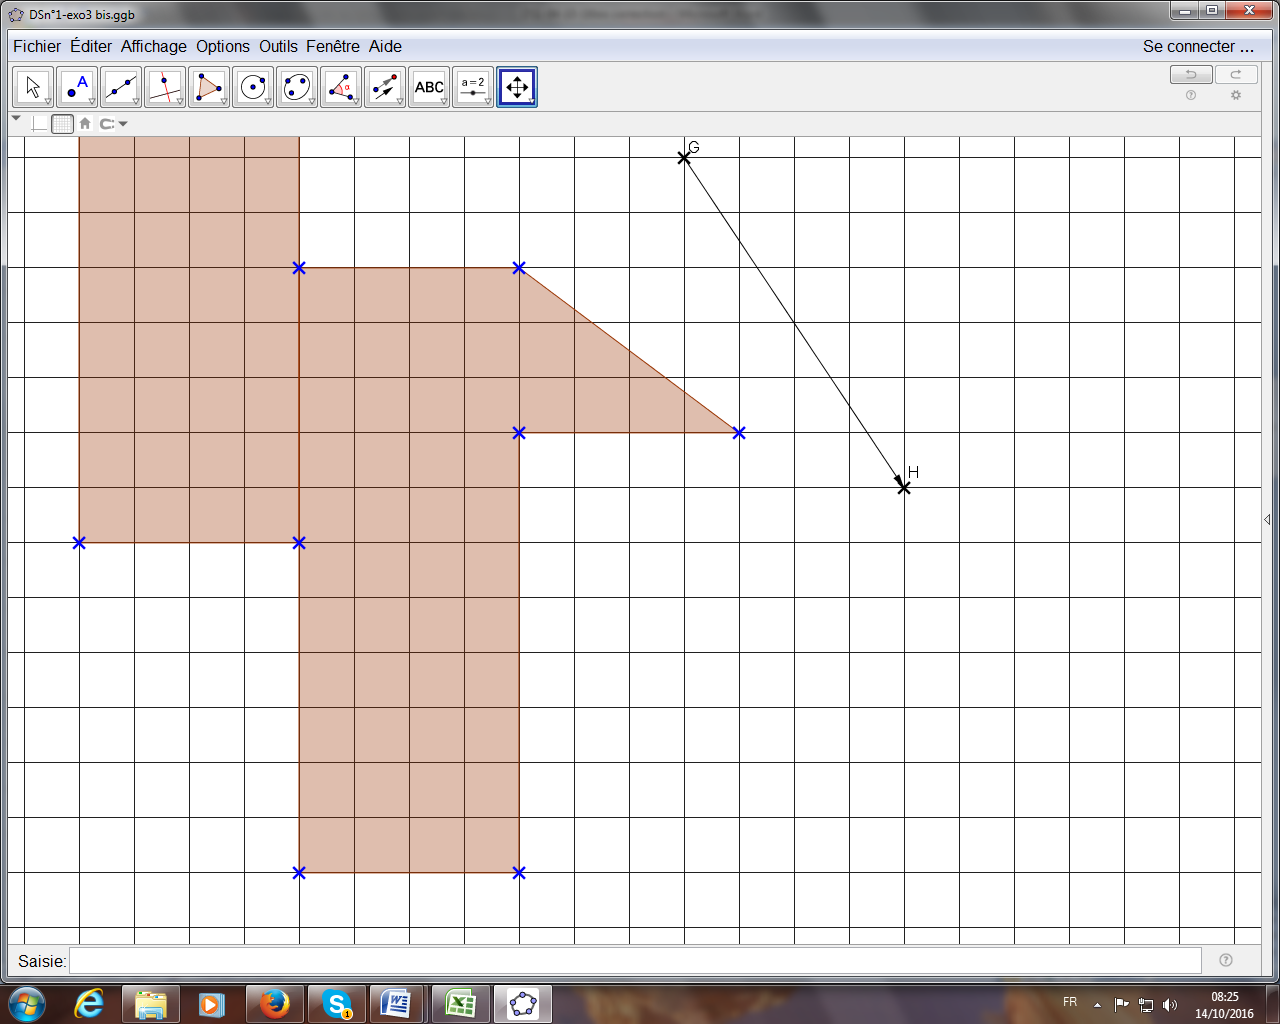 DSn°1-exo3 bis.ggb
Fichier Éditer Affichage Options Outils Fenêtre Aide Se connecter ...
A α ABC a=2
G
H
Saisie:
FR 08:25
14/10/2016